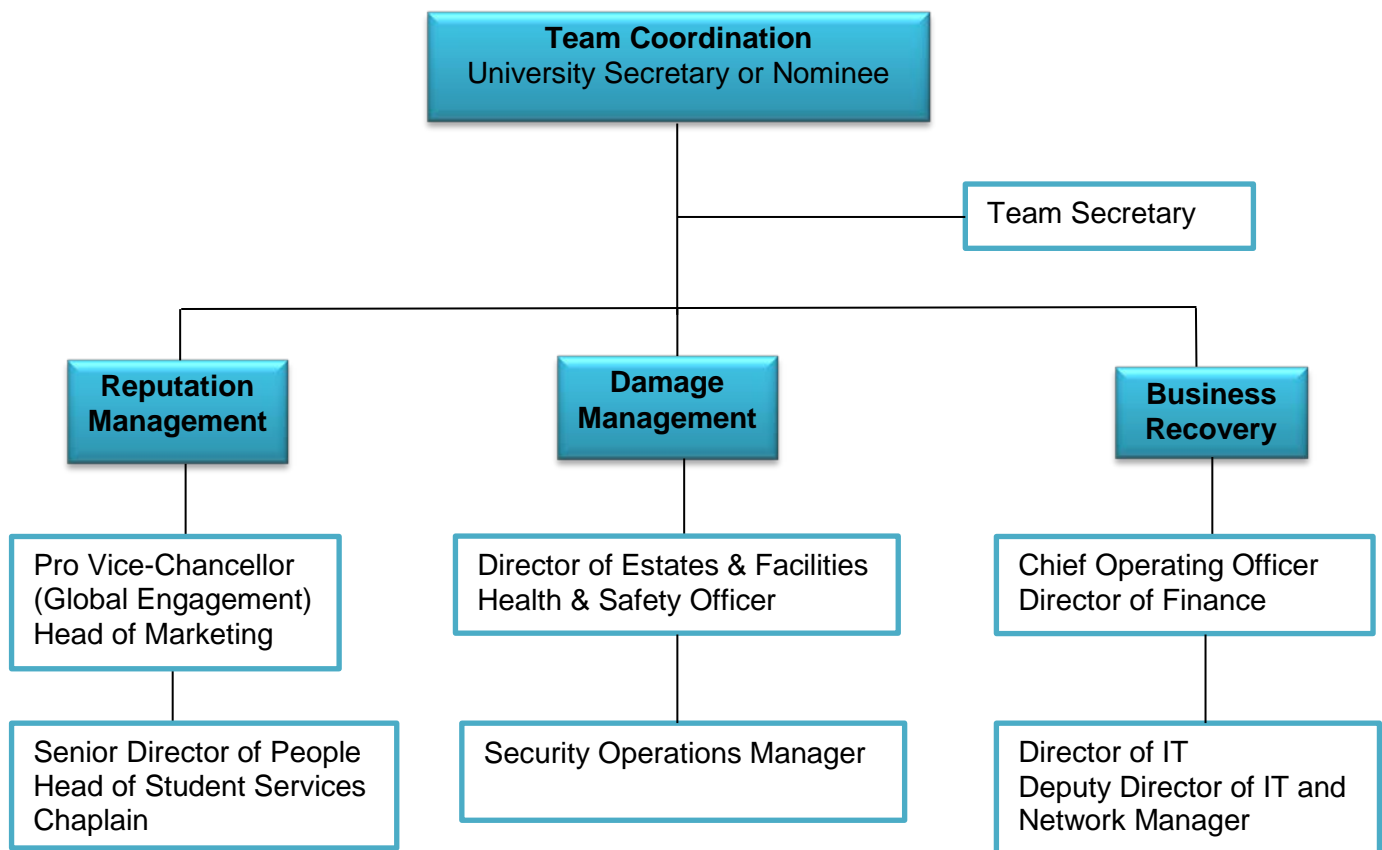 Team Coordination
University Secretary or Nominee
Team Secretary
Reputation
Management
Damage
Management
Business
Recovery
Pro Vice-Chancellor
(Global Engagement)
Head of Marketing
Director of Estates & Facilities
Health & Safety Officer
Chief Operating Officer
Director of Finance
Senior Director of People
Head of Student Services
Chaplain
Security Operations Manager
Director of IT
Deputy Director of IT and
Network Manager